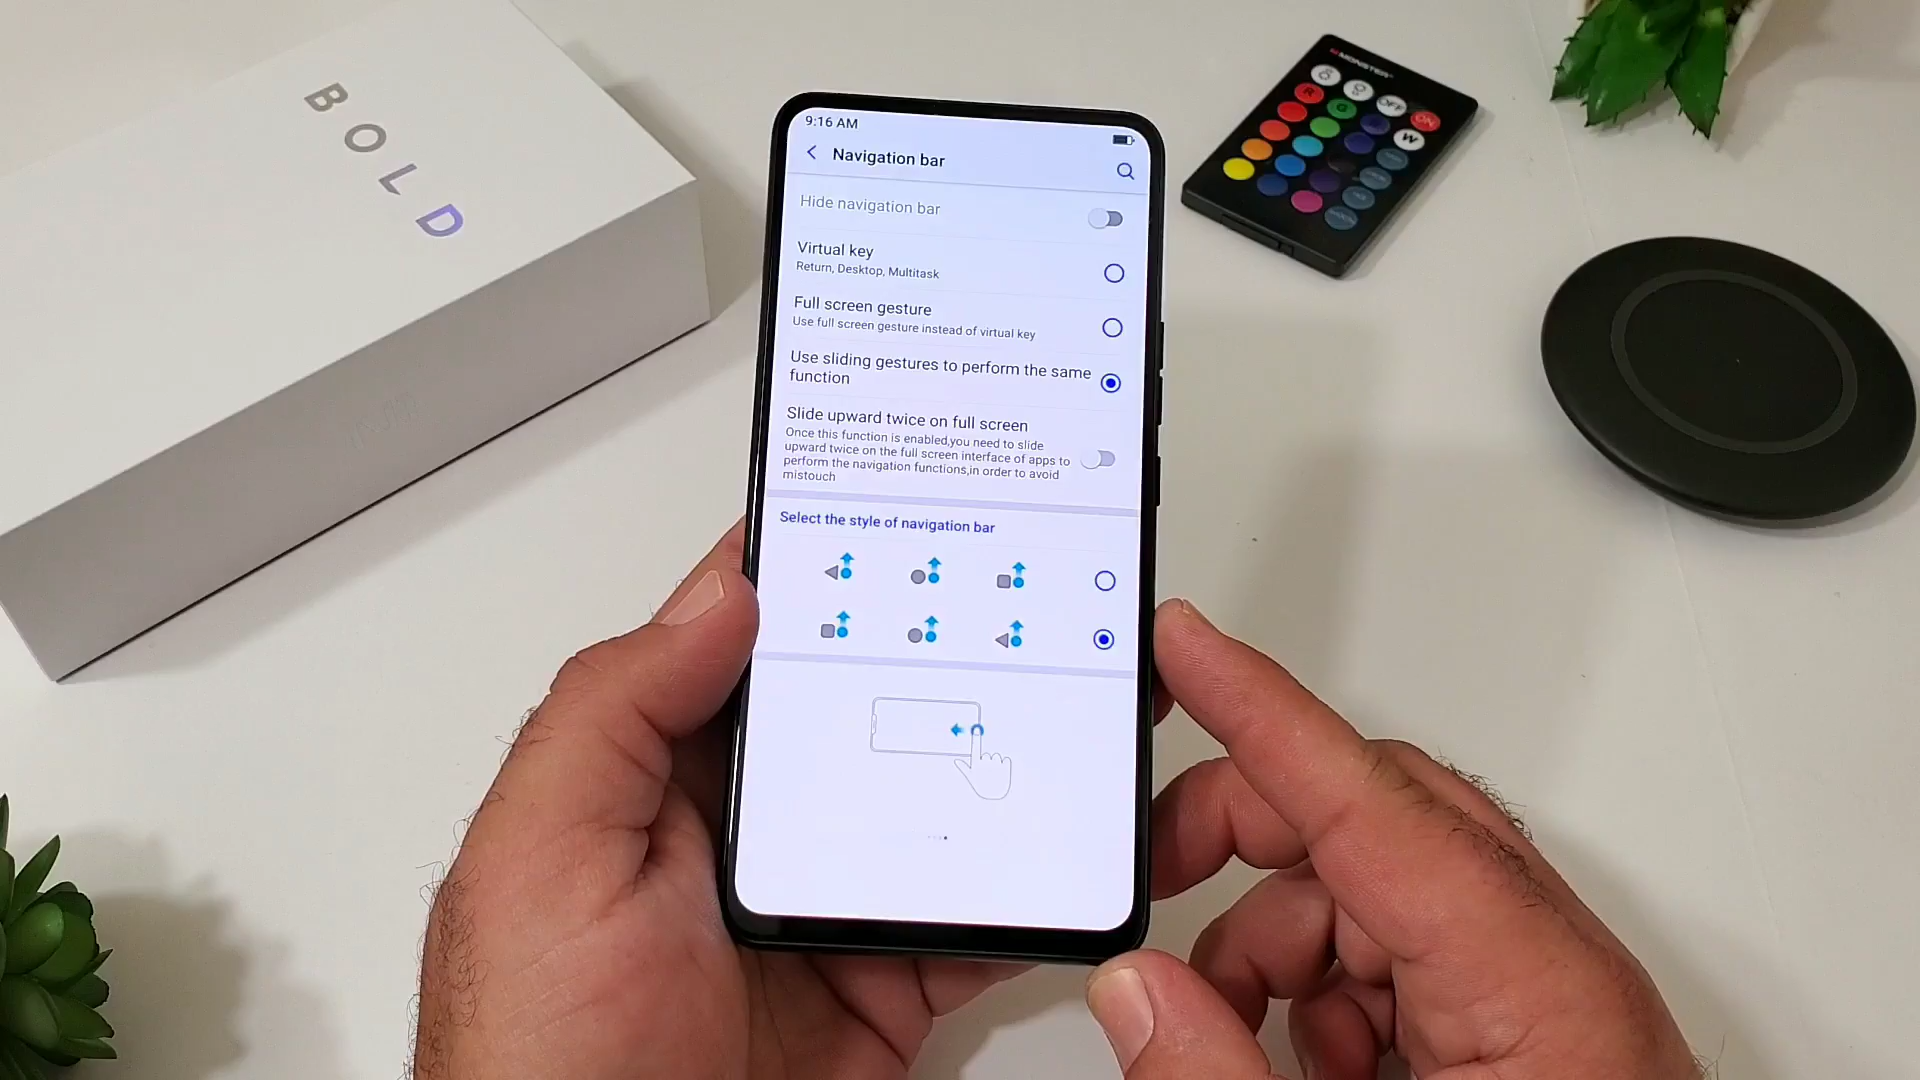 BOLD
9:16 AM
Navigation bar
Hide navigation bar
Virtual key
Return, Desktop, Multitask
Full screen gesture
Use full screen gesture instead of virtual key
Use sliding gestures to perform the same
function
Slide upward twice on full screen
Once this function is enabled,you need to slide
upward twice on the full screen interface of apps to
perform the navigation functions,in order to avoid
mistouch
Select the style of navigation bar
MONSTER
OFF
ON
R
G
W